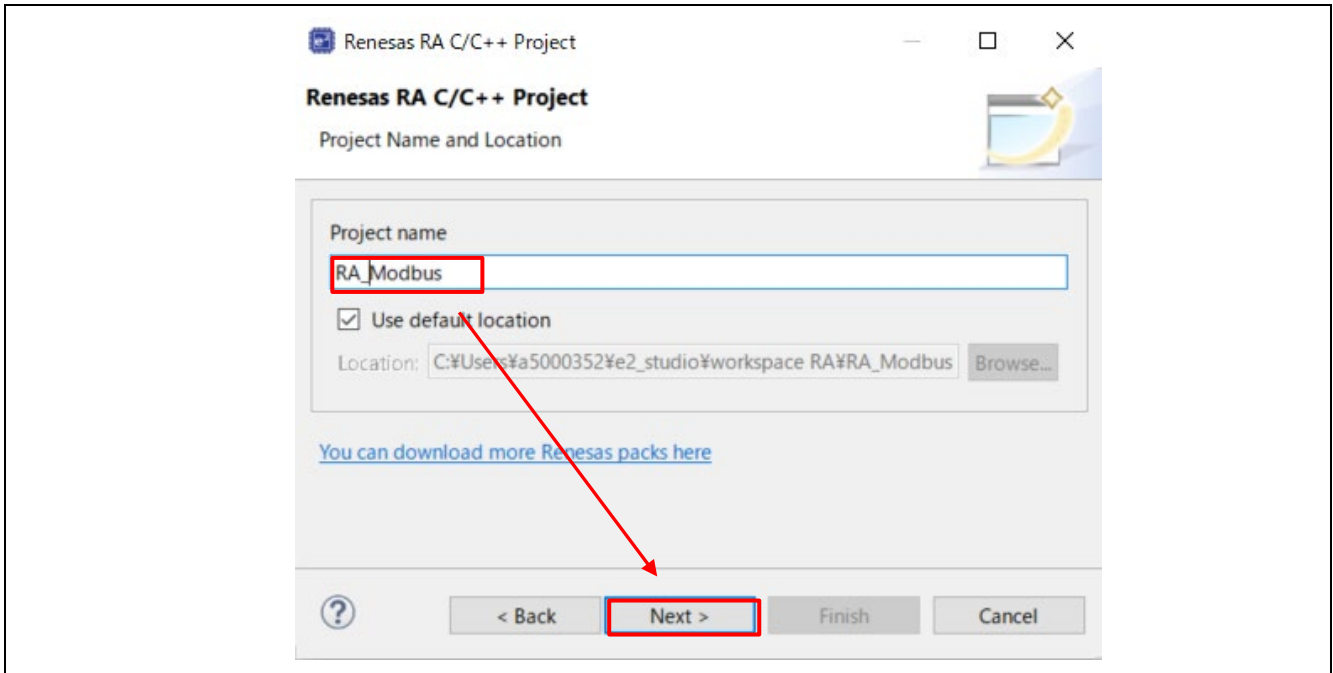 Renesas RA C/C++ Project
Renesas RA C/C++ Project
Project Name and Location
Project name
RA_Modbus
Use default location
Location: C:¥Users¥a5000352¥e2_studio¥workspace RA¥RA_Modbus Browse...
You can download more Renesas packs here
? < Back Next > Finish Cancel